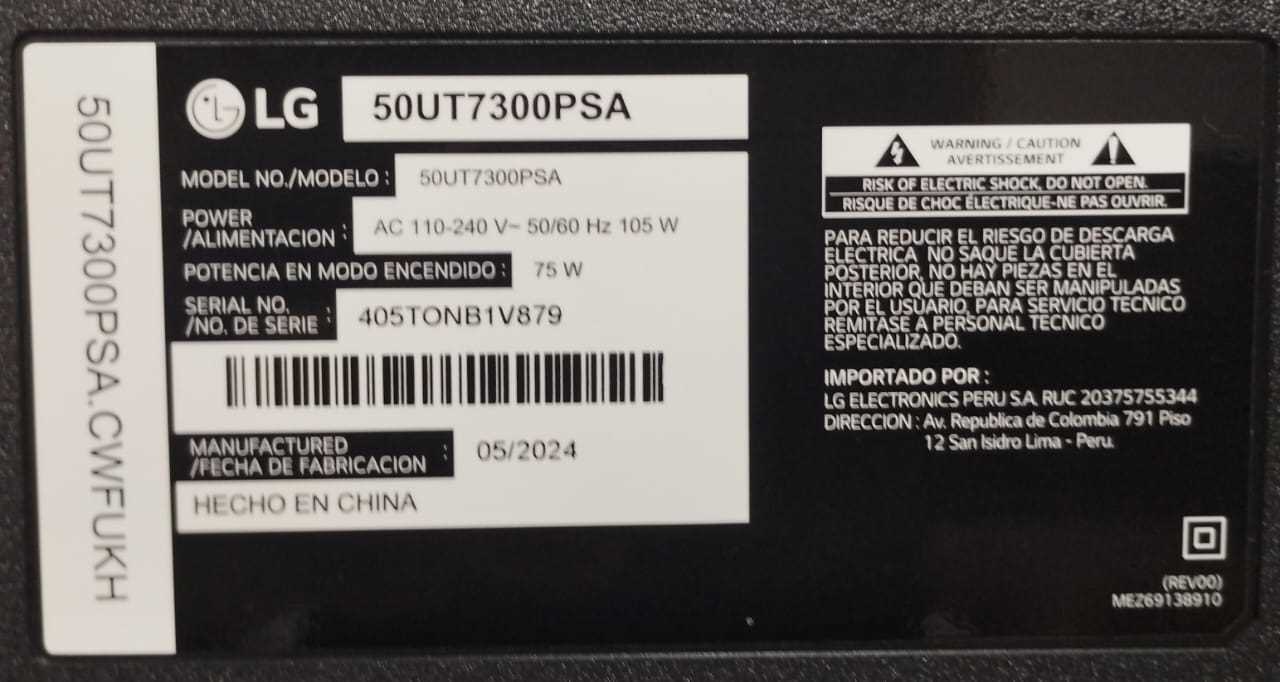 50UT7300PSA.CWFUKH
LG
50UT7300PSA
MODEL NO./MODELO : 50UT7300PSA
POWER
/ALIMENTACION : AC 110-240 V~ 50/60 Hz 105 W
POTENCIA EN MODO ENCENDIDO : 75 W
SERIAL NO.
/NO. DE SERIE : 405TONB1V879
MANUFACTURED
/FECHA DE FABRICACION : 05/2024
HECHO EN CHINA
WARNING / CAUTION
AVERTISSEMENT
RISK OF ELECTRIC SHOCK, DO NOT OPEN.
RISQUE DE CHOC ÉLECTRIQUE-NE PAS OUVRIR.
PARA REDUCIR EL RIESGO DE DESCARGA
ELECTRICA NO SAQUE LA CUBIERTA
POSTERIOR, NO HAY PIEZAS EN EL
INTERIOR QUE DEBAN SER MANIPULADAS
POR EL USUARIO, PARA SERVICIO TECNICO
REMITASE A PERSONAL TECNICO
ESPECIALIZADO.
IMPORTADO POR :
LG ELECTRONICS PERU S.A. RUC 20375755344
DIRECCION : Av. Republica de Colombia 791 Piso
12 San Isidro Lima - Peru.
(REV00)
MEZ69138910